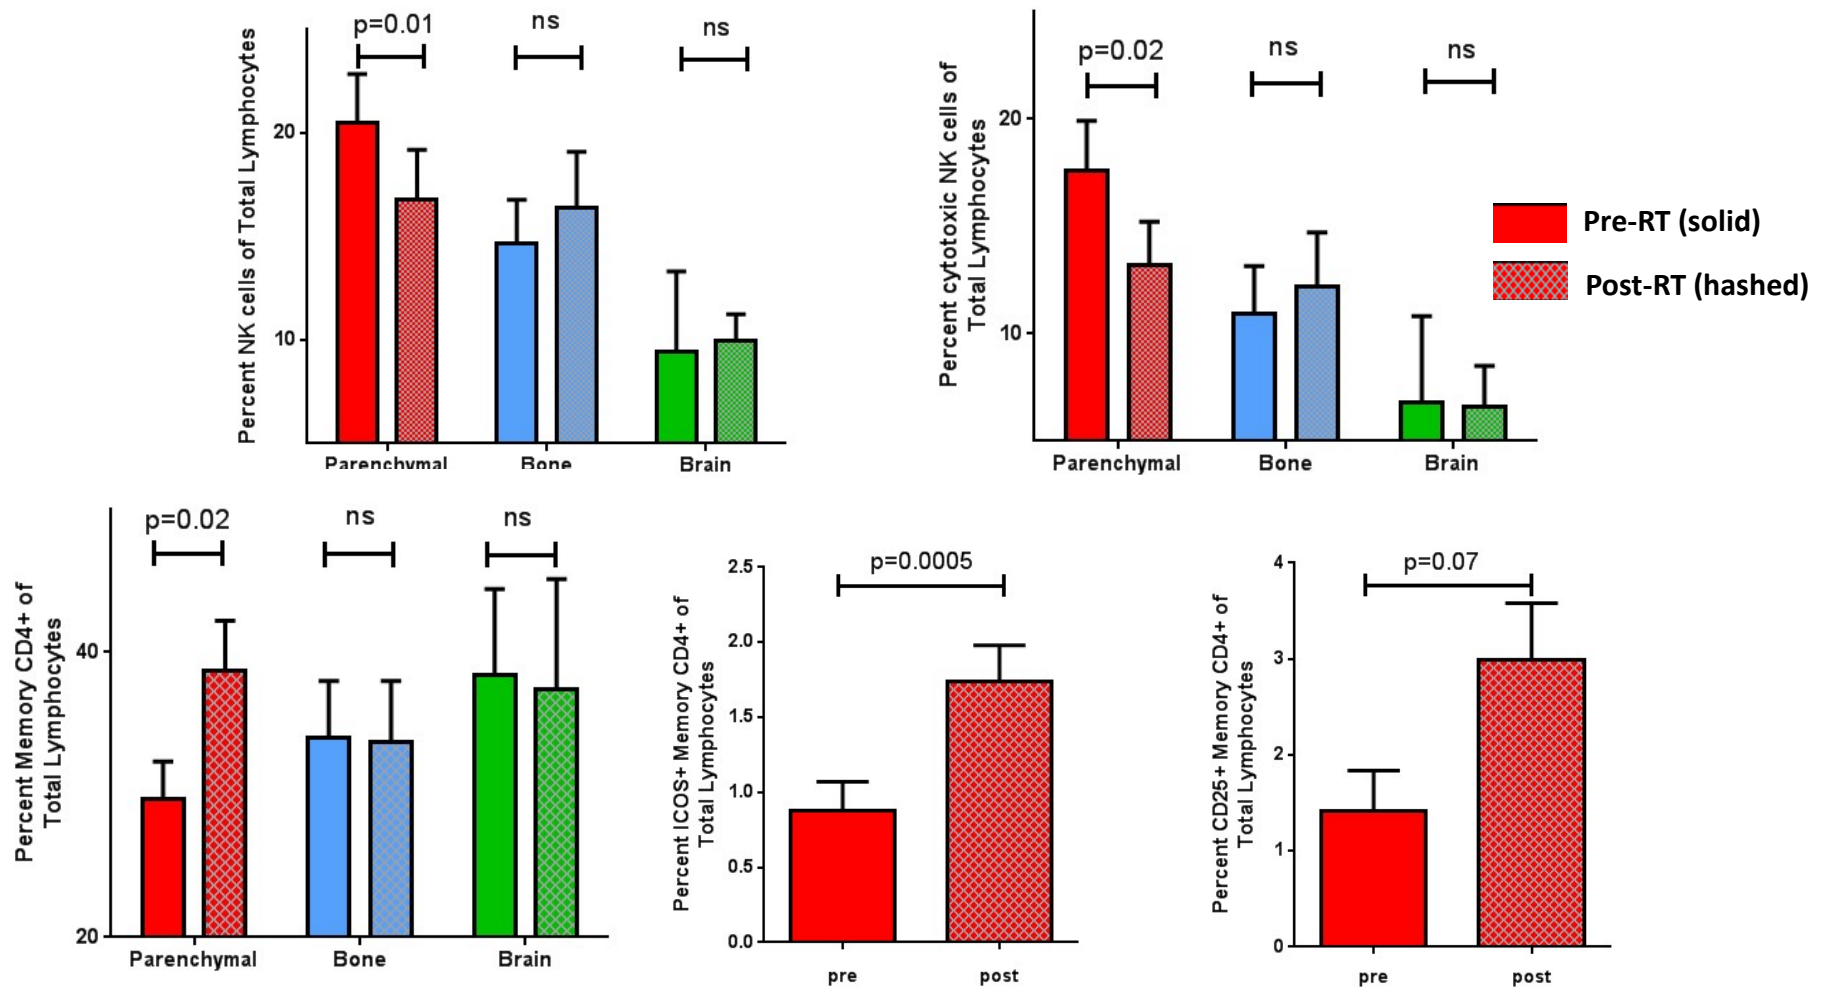 p=0.01
ns
ns
Percent NK cells of Total Lymphocytes
20
10
Parenchymal
Bone
Brain
p=0.02
ns
ns
Percent cytotoxic NK cells of
Total Lymphocytes
20
10
Parenchymal
Bone
Brain
Pre-RT (solid)
Post-RT (hashed)
p=0.02
ns
ns
Percent Memory CD4+ of
Total Lymphocytes
40
20
Parenchymal
Bone
Brain
p=0.0005
Percent ICOS+ Memory CD4+ of
Total Lymphocytes
2.5
2.0
1.5
1.0
0.5
0.0
pre
post
p=0.07
Percent CD25+ Memory CD4+ of
Total Lymphocytes
4
3
2
1
0
pre
post